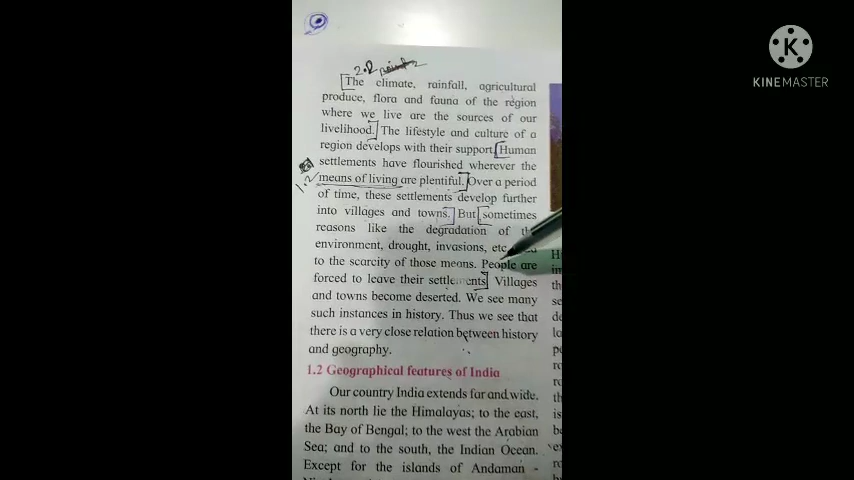 9
2.2
The climate, rainfall, agricultural
produce, flora and fauna of the region
where we live are the sources of our
livelihood. The lifestyle and culture of a
region develops with their support. Human
settlements have flourished wherever the
1.2 means of living are plentiful. Over a period
of time, these settlements develop further
into villages and towns. But sometimes
reasons like the degradation of
environment, drought, invasions, etc
to the scarcity of those means. People are
forced to leave their settlements. Villages
and towns become deserted. We see many
such instances in history. Thus we see that
there is a very close relation between history
and geography.
1.2 Geographical features of India
Our country India extends far and wide.
At its north lie the Himalayas; to the east,
the Bay of Bengal; to the west the Arabian
Sea; and to the south, the Indian Ocean.
Except for the islands of Andaman -
KINEMASTER